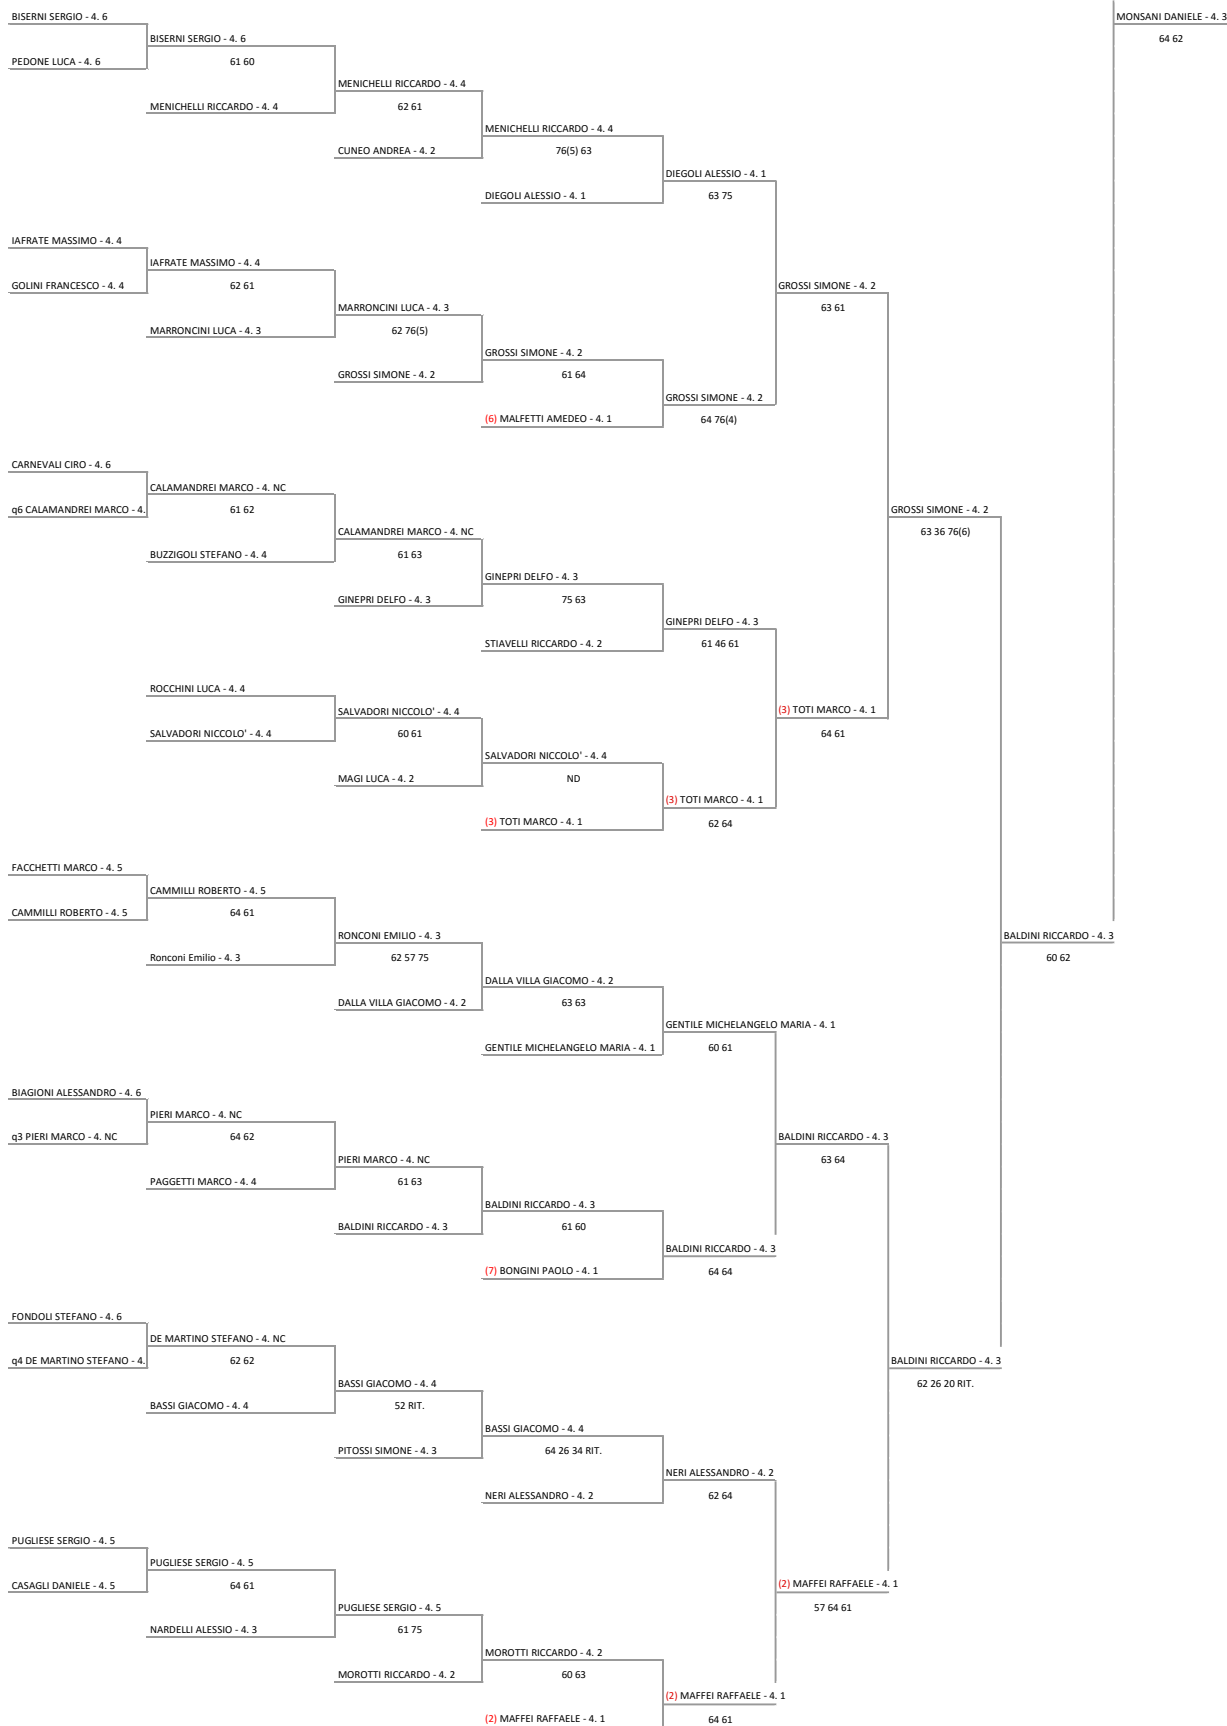 BISERNI SERGIO - 4. 6
MONSANI DANIELE - 4. 3
BISERNI SERGIO - 4. 6
64 62
PEDONE LUCA - 4. 6
61 60
MENICHELLI RICCARDO - 4. 4
MENICHELLI RICCARDO - 4. 4
62 61
MENICHELLI RICCARDO - 4. 4
CUNEO ANDREA - 4. 2
76(5) 63
DIEGOLI ALESSIO - 4. 1
DIEGOLI ALESSIO - 4. 1
63 75
IAFRATE MASSIMO - 4. 4
IAFRATE MASSIMO - 4. 4
GOLINI FRANCESCO - 4. 4
62 61
GROSSI SIMONE - 4. 2
MARRONCINI LUCA - 4. 3
63 61
MARRONCINI LUCA - 4. 3
62 76(5)
GROSSI SIMONE - 4. 2
GROSSI SIMONE - 4. 2
61 64
GROSSI SIMONE - 4. 2
(6) MALFETTI AMEDEO - 4. 1
64 76(4)
CARNEVALI CIRO - 4. 6
CALAMANDREI MARCO - 4. NC
q6 CALAMANDREI MARCO - 4.
61 62
GROSSI SIMONE - 4. 2
CALAMANDREI MARCO - 4. NC
63 36 76(6)
BUZZIGOLI STEFANO - 4. 4
61 63
GINEPRI DELFO - 4. 3
GINEPRI DELFO - 4. 3
75 63
GINEPRI DELFO - 4. 3
STIAVELLI RICCARDO - 4. 2
61 46 61
ROCCHINI LUCA - 4. 4
SALVADORI NICCOLO' - 4. 4
(3) TOTI MARCO - 4. 1
SALVADORI NICCOLO' - 4. 4
60 61
64 61
SALVADORI NICCOLO' - 4. 4
MAGI LUCA - 4. 2
ND
(3) TOTI MARCO - 4. 1
(3) TOTI MARCO - 4. 1
62 64
FACCHETTI MARCO - 4. 5
CAMMILLI ROBERTO - 4. 5
CAMMILLI ROBERTO - 4. 5
64 61
RONCONI EMILIO - 4. 3
BALDINI RICCARDO - 4. 3
Ronconi Emilio - 4. 3
62 57 75
60 62
DALLA VILLA GIACOMO - 4. 2
DALLA VILLA GIACOMO - 4. 2
63 63
GENTILE MICHELANGELO MARIA - 4. 1
GENTILE MICHELANGELO MARIA - 4. 1
60 61
BIAGIONI ALESSANDRO - 4. 6
PIERI MARCO - 4. NC
q3 PIERI MARCO - 4. NC
64 62
BALDINI RICCARDO - 4. 3
PIERI MARCO - 4. NC
63 64
PAGGETTI MARCO - 4. 4
61 63
BALDINI RICCARDO - 4. 3
BALDINI RICCARDO - 4. 3
61 60
BALDINI RICCARDO - 4. 3
(7) BONGINI PAOLO - 4. 1
64 64
FONDOLI STEFANO - 4. 6
DE MARTINO STEFANO - 4. NC
q4 DE MARTINO STEFANO - 4.
62 62
BALDINI RICCARDO - 4. 3
BASSI GIACOMO - 4. 4
62 26 20 RIT.
BASSI GIACOMO - 4. 4
52 RIT.
BASSI GIACOMO - 4. 4
PITOSSI SIMONE - 4. 3
64 26 34 RIT.
NERI ALESSANDRO - 4. 2
NERI ALESSANDRO - 4. 2
62 64
PUGLIESE SERGIO - 4. 5
PUGLIESE SERGIO - 4. 5
CASAGLI DANIELE - 4. 5
64 61
(2) MAFFEI RAFFAELE - 4. 1
PUGLIESE SERGIO - 4. 5
57 64 61
NARDELLI ALESSIO - 4. 3
61 75
MOROTTI RICCARDO - 4. 2
MOROTTI RICCARDO - 4. 2
60 63
(2) MAFFEI RAFFAELE - 4. 1
(2) MAFFEI RAFFAELE - 4. 1
64 61